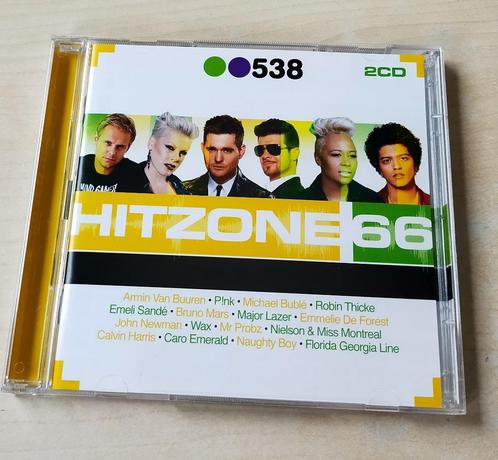 538
2CD
MIND GAMES
HITZONE 66
Armin Van Buuren • P!nk • Michael Bublé • Robin Thicke
Emeli Sandé • Bruno Mars • Major Lazer • Emmelie De Forest
John Newman • Wax • Mr Probz • Nielson & Miss Montreal
Calvin Harris • Caro Emerald • Naughty Boy • Florida Georgia Line